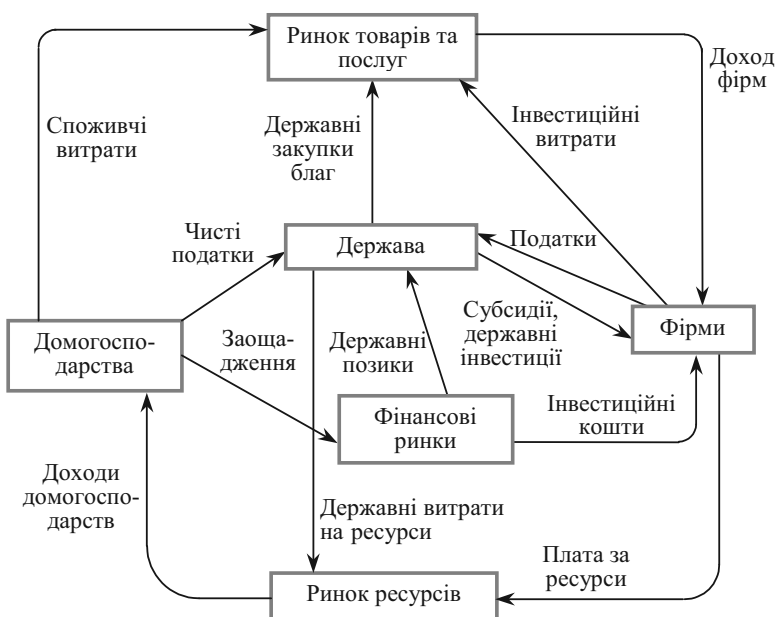 Ринок товарів та
послуг
Доход
фірм
Споживчі
витрати
Державні
закупки
благ
Інвестиційні
витрати
Чисті
податки
Держава
Податки
Домогоспо-
дарства
Заоща-
дження
Державні
позики
Субсидії,
державні
інвестиції
Фірми
Фінансові
ринки
Інвестиційні
кошти
Доходи
домогоспо-
дарств
Державні витрати
на ресурси
Плата за
ресурси
Ринок ресурсів